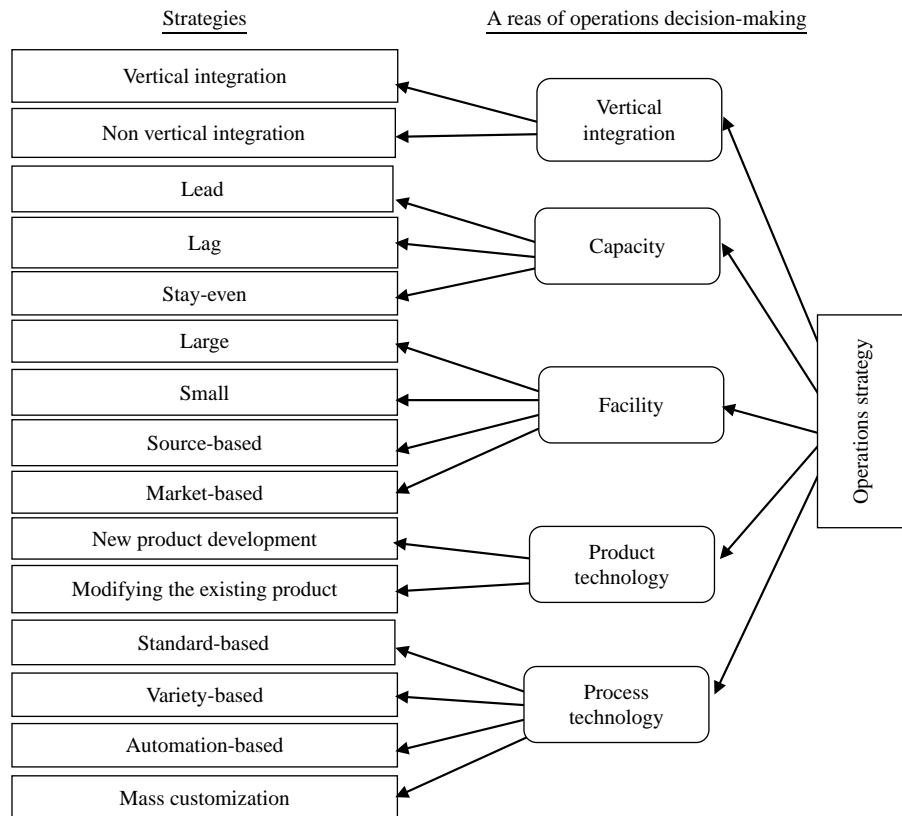 Strategies
A reas of operations decision-making
Vertical integration
Non vertical integration
Lead
Lag
Stay-even
Large
Small
Source-based
Market-based
New product development
Modifying the existing product
Standard-based
Variety-based
Automation-based
Mass customization
Vertical
integration
Capacity
Facility
Product
technology
Process
technology
Operations strategy